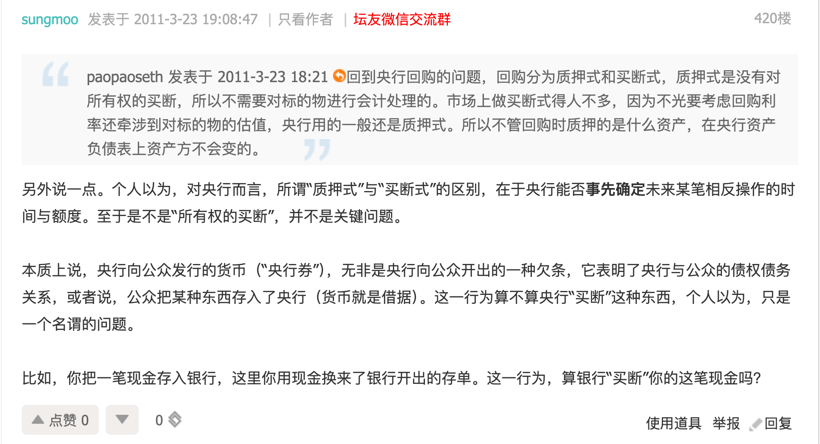 sungmoo 发表于 2011-3-23 19:08:47 | 只看作者 | 坛友微信交流群 420楼
paopaoseth 发表于 2011-3-23 18:21 回到央行回购的问题，回购分为质押式和买断式，质押式是没有对
所有权的买断，所以不需要对标的物进行会计处理的。市场上做买断式得人不多，因为不光要考虑回购利
率还牵涉到对标的物的估值，央行用的一般还是质押式。所以不管回购时质押的是什么资产，在央行资产
负债表上资产方不会变的。
另外说一点。个人以为，对央行而言，所谓“质押式”与“买断式”的区别，在于央行能否事先确定未来某笔相反操作的时
间与额度。至于是不是“所有权的买断”，并不是关键问题。
本质上说，央行向公众发行的货币（“央行券”），无非是央行向公众开出的一种欠条，它表明了央行与公众的债权债务
关系，或者说，公众把某种东西存入了央行（货币就是借据）。这一行为算不算央行“买断”这种东西，个人以为，只是
一个名谓的问题。
比如，你把一笔现金存入银行，这里你用现金换来了银行开出的存单。这一行为，算银行“买断”你的这笔现金吗？
点赞 0 0 使用道具 举报 回复